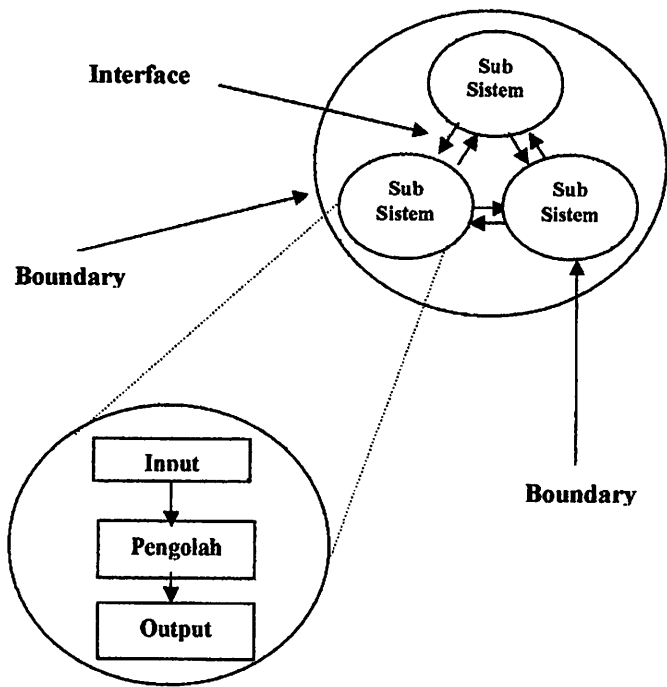 Interface
Sub
Sistem
Sub
Sistem
Sub
Sistem
Boundary
Boundary
Innut
Pengolah
Output